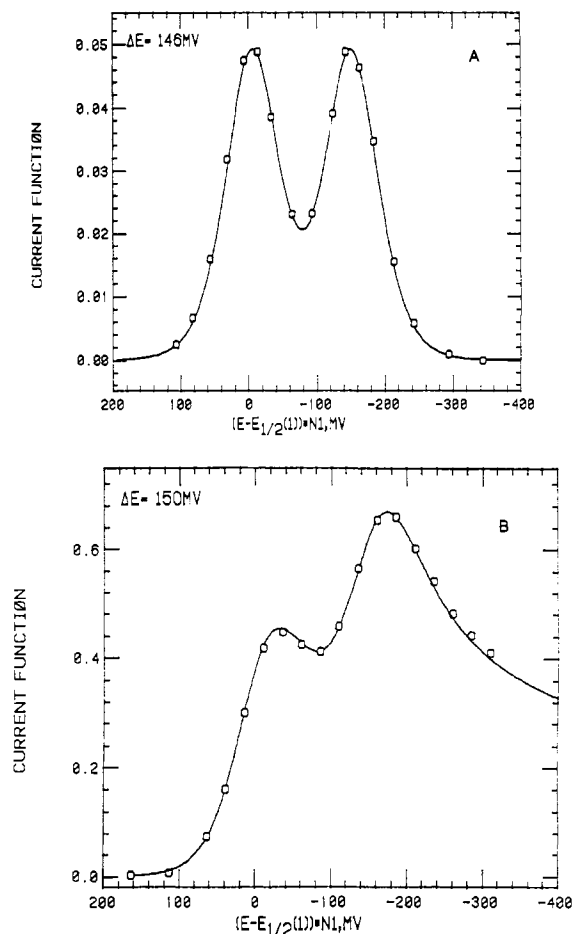 ΔE= 146MV
A
0.05
0.04
0.03
0.02
0.01
0.00
CURRENT FUNCTION
200 100 0 -100 -200 -300 -400
(E-E1/2(1))*N1,MV
ΔE= 150MV
B
0.6
0.4
0.2
0.0
CURRENT FUNCTION
200 100 0 -100 -200 -300 -400
(E-E1/2(1))*N1,MV